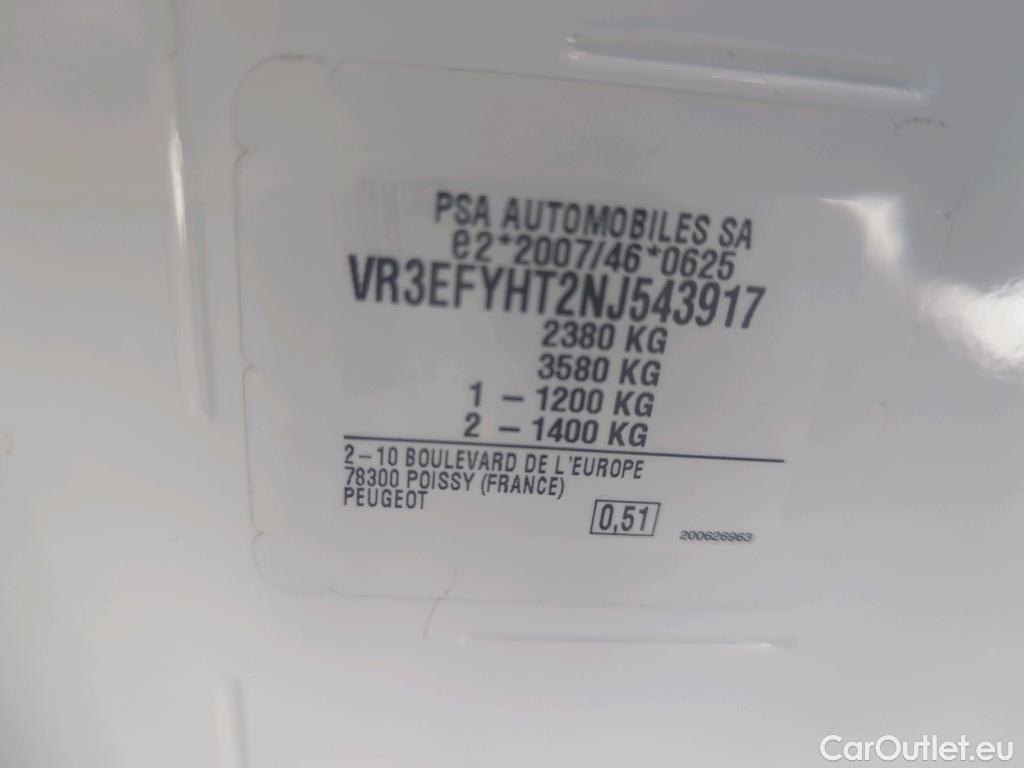 PSA AUTOMOBILES SA
e2*2007/46*0625
VR3EFYHT2NJ543917
2380 KG
3580 KG
1 - 1200 KG
2 - 1400 KG
2-10 BOULEVARD DE L'EUROPE
78300 POISSY (FRANCE)
PEUGEOT
0,51
200626963
CarOutlet.eu